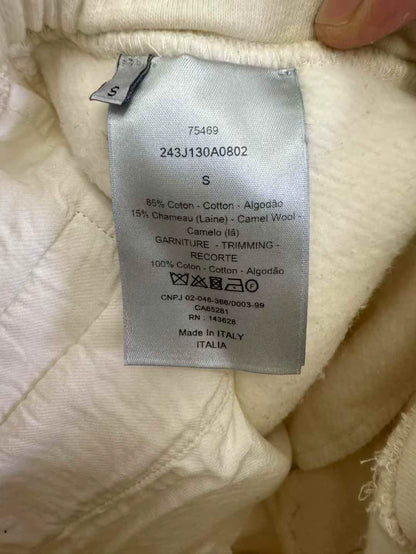 S
75469
243J130A0802
S
85% Coton - Cotton - Algodão
15% Chameau (Laine) - Camel Wool -
Camelo (lã)
GARNITURE - TRIMMING -
RECORTE
100% Coton - Cotton - Algodão
CNPJ 02-046-386/0003-99
CA65281
RN : 143628
Made In ITALY
ITALIA